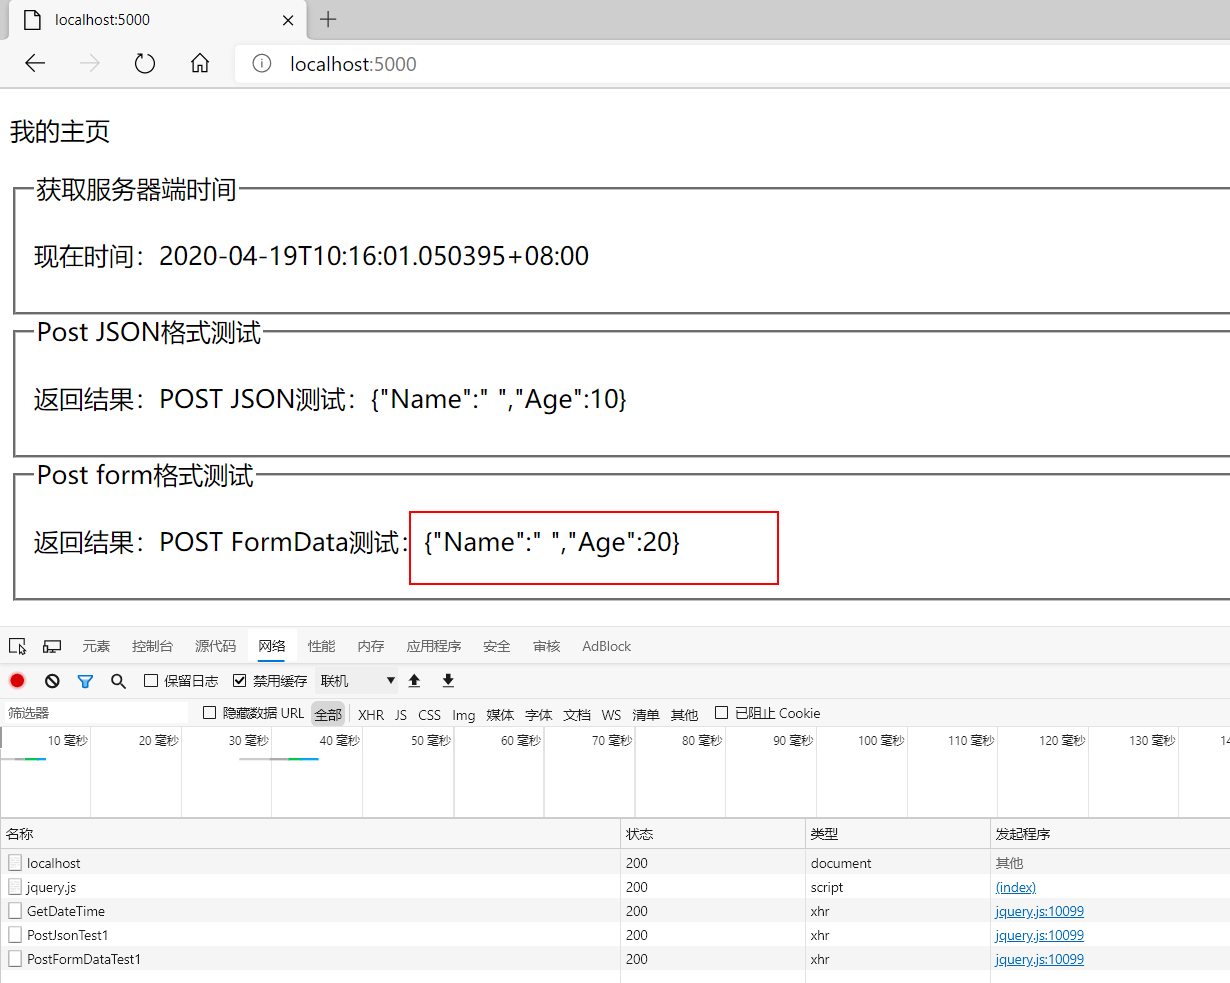 localhost:5000
localhost:5000
我的主页
获取服务器端时间
现在时间：2020-04-19T10:16:01.050395+08:00
Post JSON格式测试
返回结果：POST JSON测试：{"Name":" ","Age":10}
Post form格式测试
返回结果：POST FormData测试：{"Name":" ","Age":20}
元素 控制台 源代码 网络 性能 内存 应用程序 安全 审核 AdBlock
保留日志 禁用缓存 联机
筛选器 隐藏数据 URL 全部 XHR JS CSS Img 媒体 字体 文档 WS 清单 其他 已阻止 Cookie
10 毫秒 20 毫秒 30 毫秒 40 毫秒 50 毫秒 60 毫秒 70 毫秒 80 毫秒 90 毫秒 100 毫秒 110 毫秒 120 毫秒 130 毫秒
名称 状态 类型 发起程序
localhost 200 document 其他
jquery.js 200 script (index)
GetDateTime 200 xhr jquery.js:10099
PostJsonTest1 200 xhr jquery.js:10099
PostFormDataTest1 200 xhr jquery.js:10099